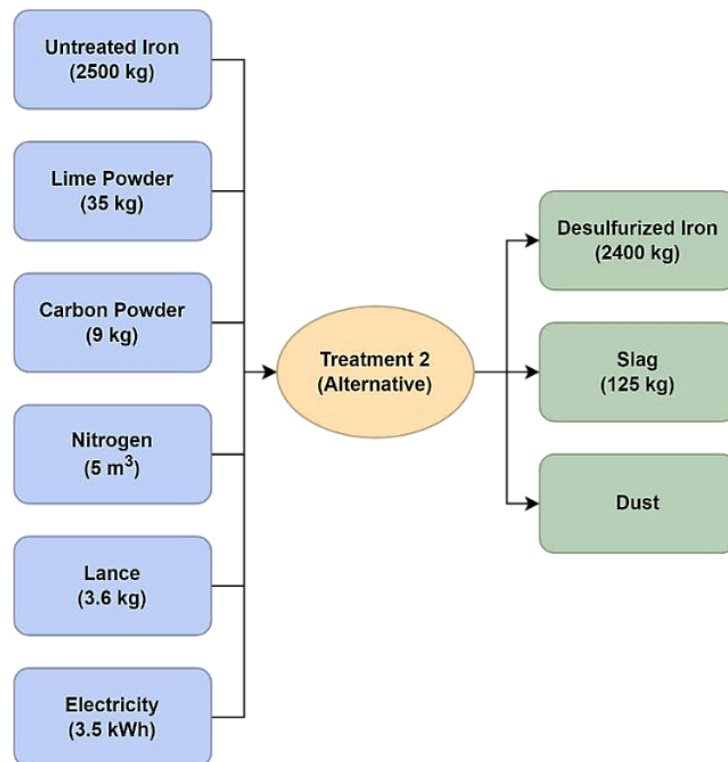 Untreated Iron
(2500 kg)
Lime Powder
(35 kg)
Carbon Powder
(9 kg)
Nitrogen
(5 m³)
Lance
(3.6 kg)
Electricity
(3.5 kWh)
Treatment 2
(Alternative)
Desulfurized Iron
(2400 kg)
Slag
(125 kg)
Dust